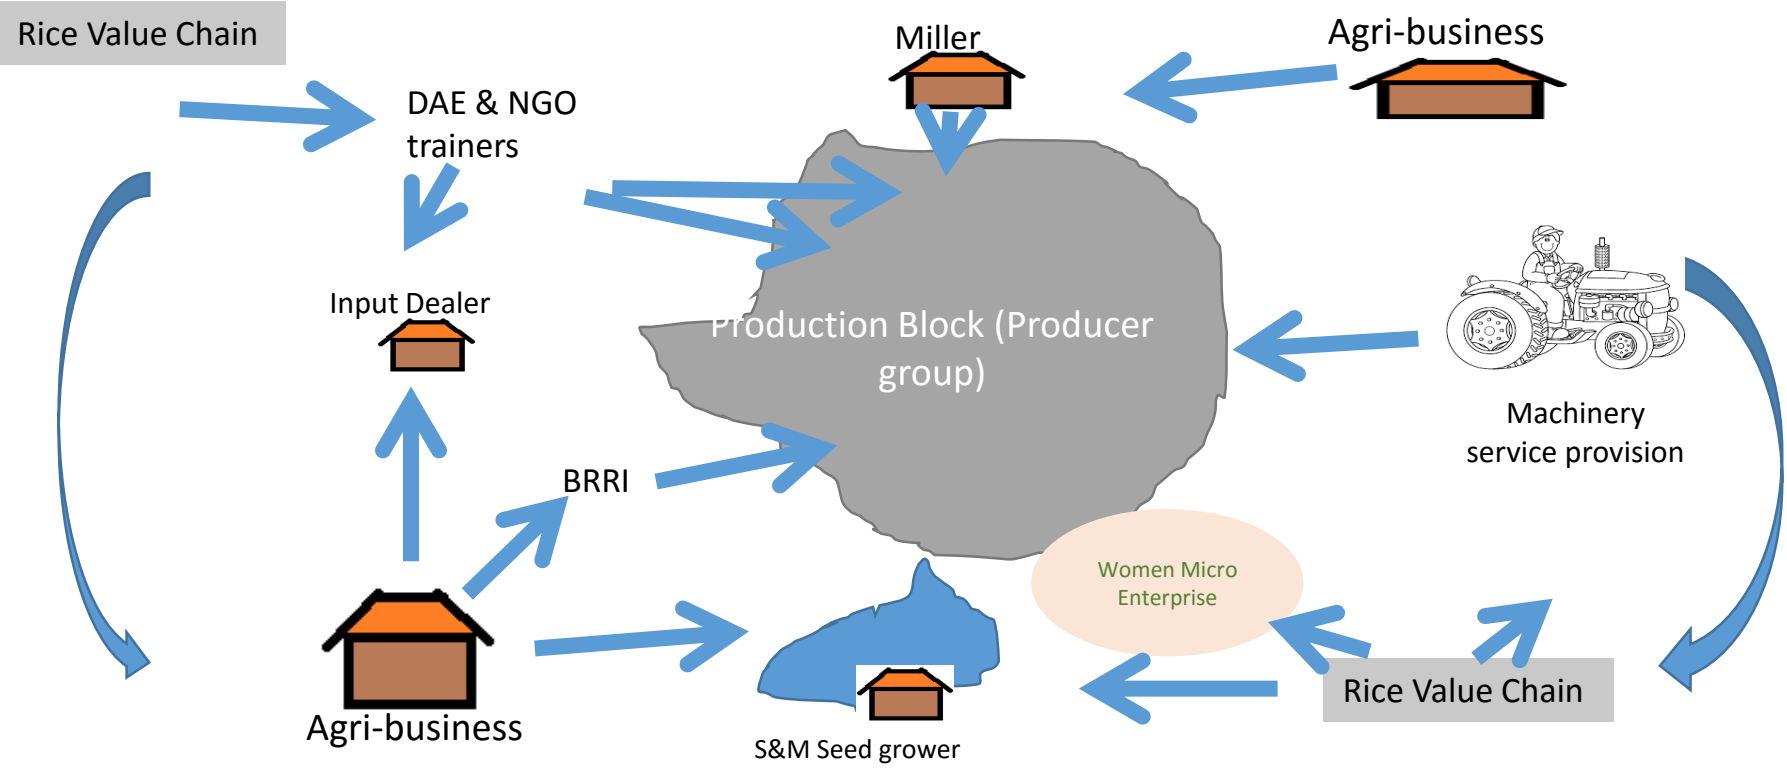 Rice Value Chain
Miller
Agri-business
DAE & NGO
trainers
Input Dealer
Production Block (Producer
group)
Machinery
service provision
BRRI
Women Micro
Enterprise
Rice Value Chain
Agri-business
S&M Seed grower